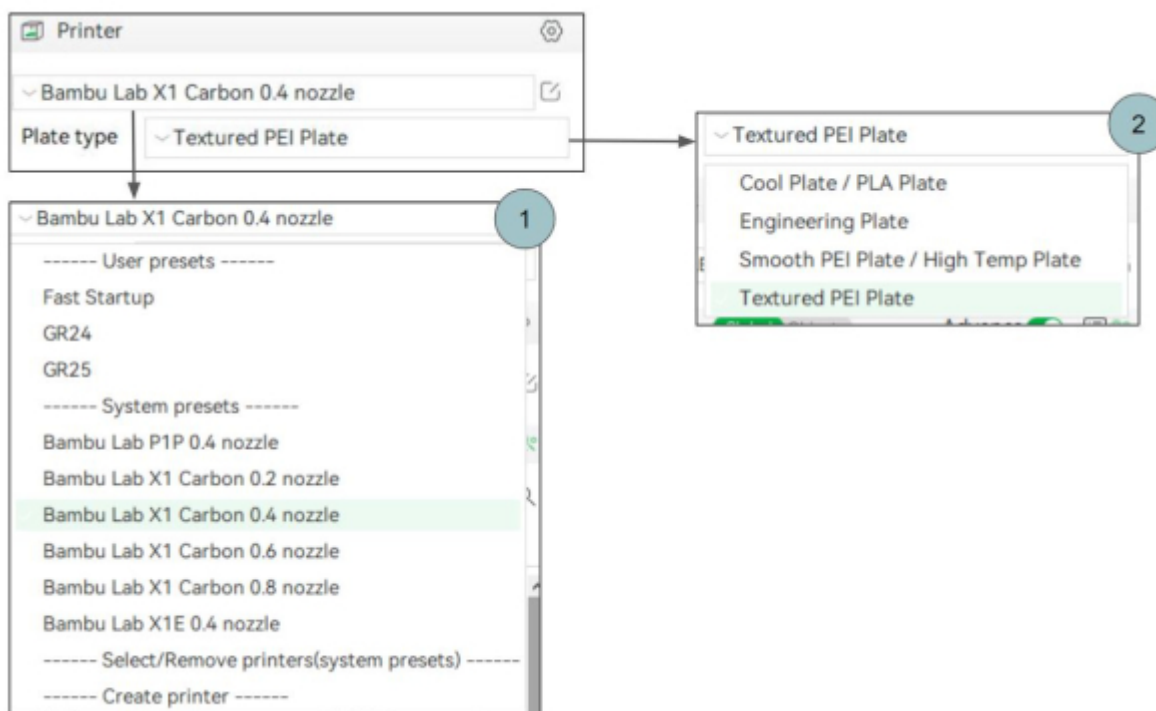 Printer
Bambu Lab X1 Carbon 0.4 nozzle
Plate type
Textured PEI Plate
1
Bambu Lab X1 Carbon 0.4 nozzle
------ User presets ------
Fast Startup
GR24
GR25
------ System presets ------
Bambu Lab P1P 0.4 nozzle
Bambu Lab X1 Carbon 0.2 nozzle
Bambu Lab X1 Carbon 0.4 nozzle
Bambu Lab X1 Carbon 0.6 nozzle
Bambu Lab X1 Carbon 0.8 nozzle
Bambu Lab X1E 0.4 nozzle
------ Select/Remove printers(system presets) ------
------ Create printer ------
2
Textured PEI Plate
Cool Plate / PLA Plate
Engineering Plate
Smooth PEI Plate / High Temp Plate
Textured PEI Plate